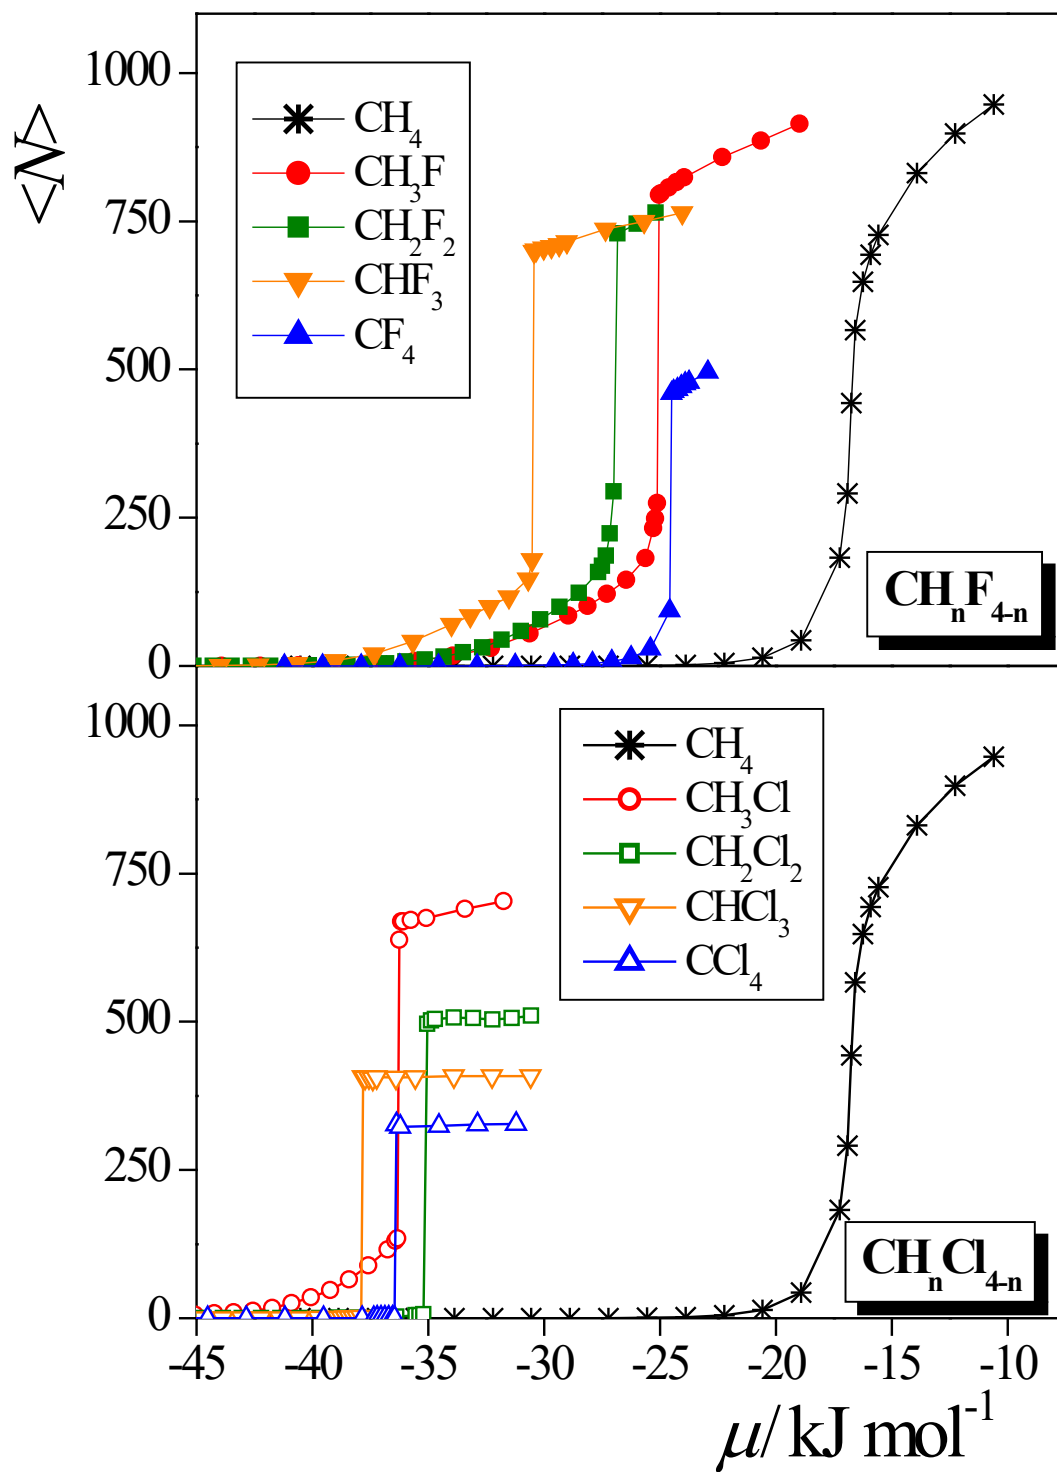 <N>
1000
750
500
250
0
CH₄
CH₃F
CH₂F₂
CHF₃
CF₄
CHₙF₄₋ₙ
1000
750
500
250
0
CH₄
CH₃Cl
CH₂Cl₂
CHCl₃
CCl₄
CHₙCl₄₋ₙ
-45 -40 -35 -30 -25 -20 -15 -10
μ/ kJ mol⁻¹